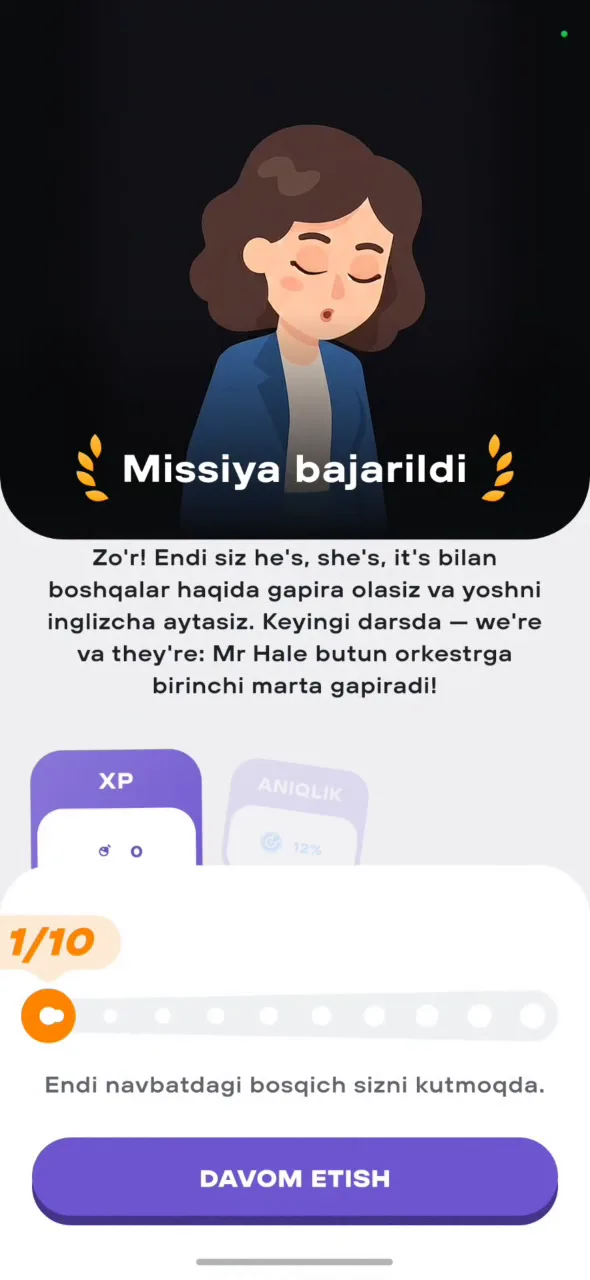 Missiya bajarildi
Zo'r! Endi siz he's, she's, it's bilan
boshqalar haqida gapira olasiz va yoshni
inglizcha aytasiz. Keyingi darsda — we're
va they're: Mr Hale butun orkestrga
birinchi marta gapiradi!
XP
ANIQLIK
0
12%
1/10
Endi navbatdagi bosqich sizni kutmoqda.
DAVOM ETISH